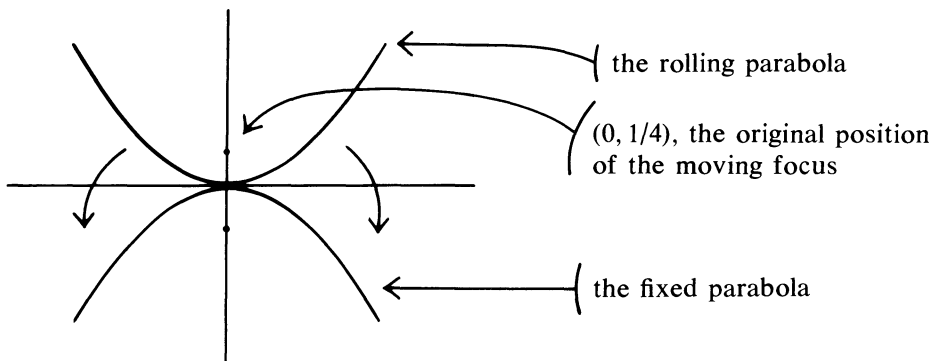 the rolling parabola
(0, 1/4), the original position
of the moving focus
the fixed parabola